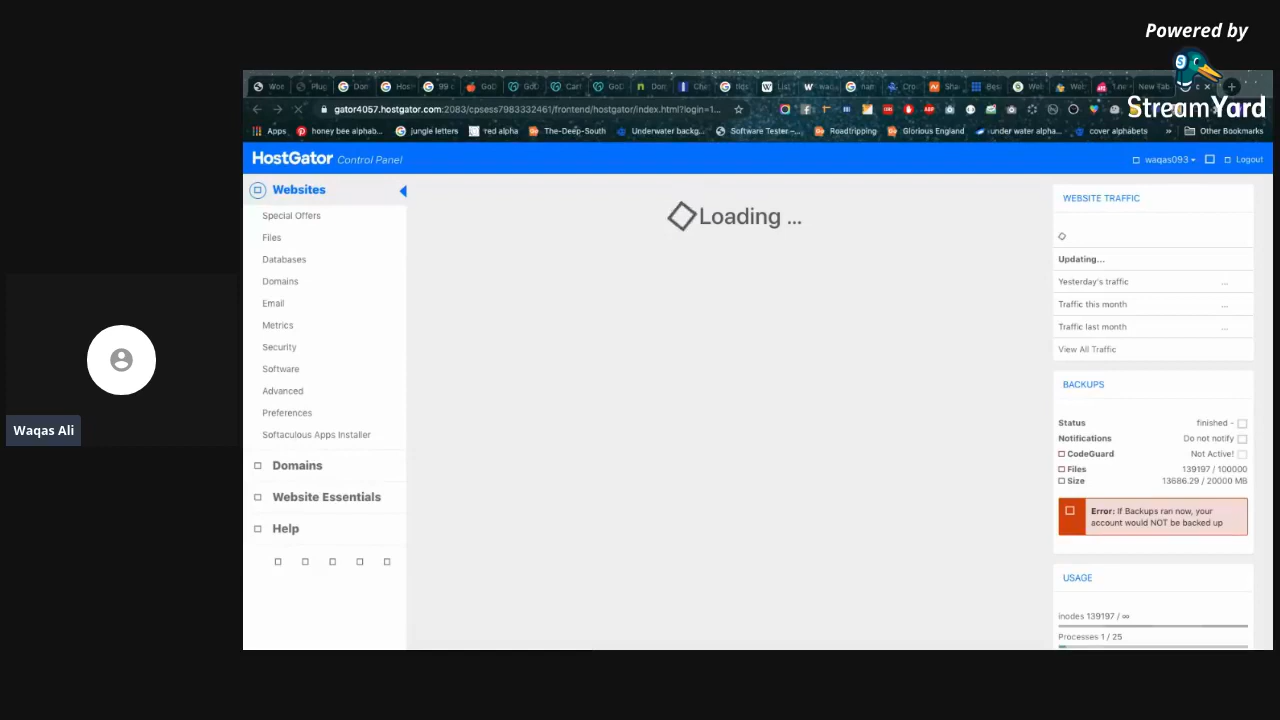 Powered by
StreamYard
Plug
Apps
honey bee alphab...
jungle letters
red alpha
The-Deep-South
Underwater backg...
Software Tester –...
Roadtripping
Glorious England
under water alpha...
cover alphabets
»
Other Bookmarks
gator4057.hostgator.com:2083/cpsess7983332461/frontend/hostgator/index.html?login=1...
New Tab
HostGator Control Panel
waqas093
Logout
Websites
Special Offers
Files
Databases
Domains
Email
Metrics
Security
Software
Advanced
Preferences
Softaculous Apps Installer
Domains
Website Essentials
Help
Loading ...
WEBSITE TRAFFIC
Updating...
Yesterday's traffic ...
Traffic this month ...
Traffic last month ...
View All Traffic
BACKUPS
Status finished -
Notifications Do not notify
CodeGuard Not Active!
Files 139197 / 100000
Size 13686.29 / 20000 MB
Error: If Backups ran now, your
account would NOT be backed up
USAGE
inodes 139197 / ∞
Processes 1 / 25
Waqas Ali